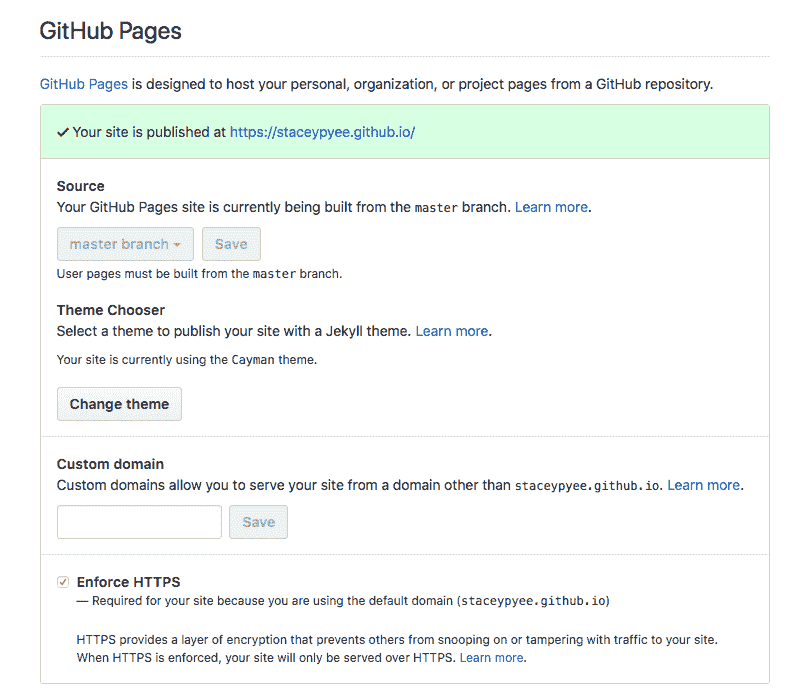 GitHub Pages
GitHub Pages is designed to host your personal, organization, or project pages from a GitHub repository.
✓ Your site is published at https://staceypyee.github.io/
Source
Your GitHub Pages site is currently being built from the master branch. Learn more.
master branch Save
User pages must be built from the master branch.
Theme Chooser
Select a theme to publish your site with a Jekyll theme. Learn more.
Your site is currently using the Cayman theme.
Change theme
Custom domain
Custom domains allow you to serve your site from a domain other than staceypyee.github.io. Learn more.
Save
Enforce HTTPS
— Required for your site because you are using the default domain (staceypyee.github.io)
HTTPS provides a layer of encryption that prevents others from snooping on or tampering with traffic to your site.
When HTTPS is enforced, your site will only be served over HTTPS. Learn more.